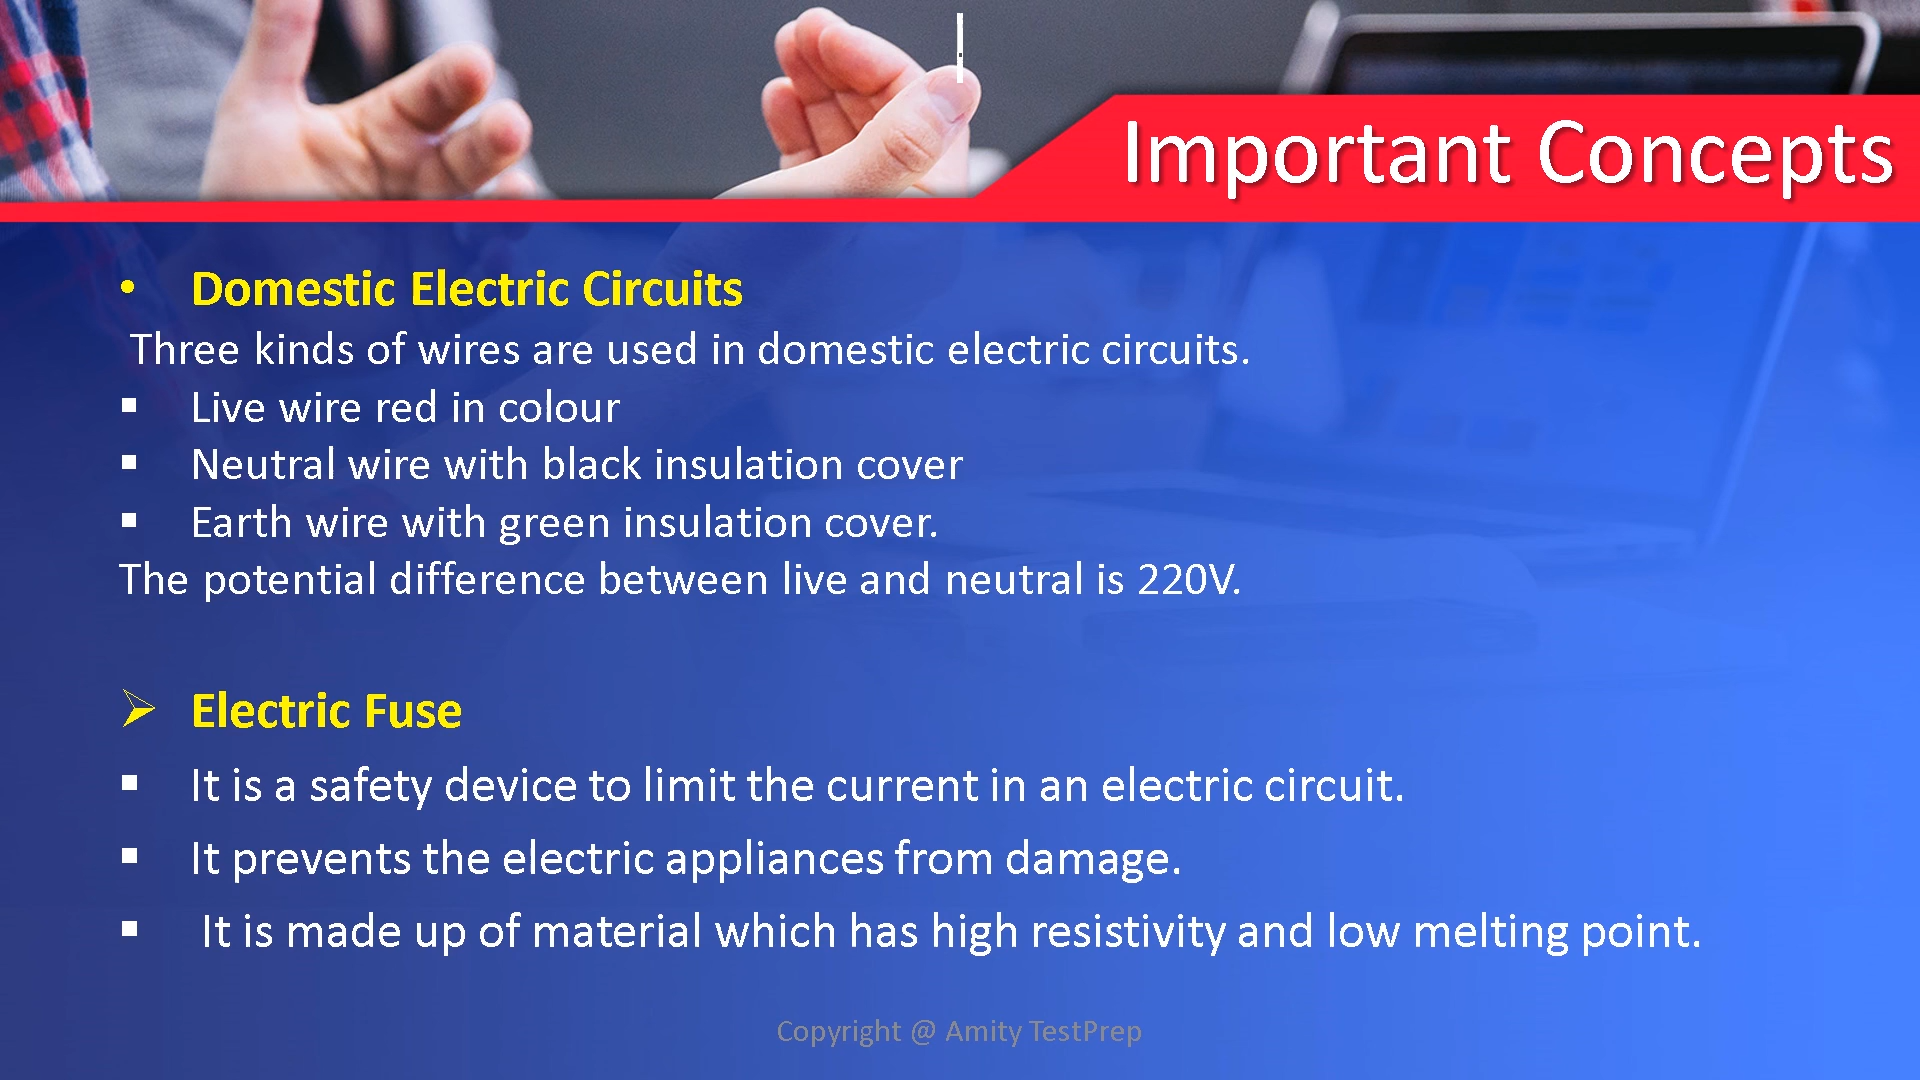 Important Concepts
• Domestic Electric Circuits
Three kinds of wires are used in domestic electric circuits.
▪ Live wire red in colour
▪ Neutral wire with black insulation cover
▪ Earth wire with green insulation cover.
The potential difference between live and neutral is 220V.
➢ Electric Fuse
▪ It is a safety device to limit the current in an electric circuit.
▪ It prevents the electric appliances from damage.
▪ It is made up of material which has high resistivity and low melting point.
Copyright @ Amity TestPrep